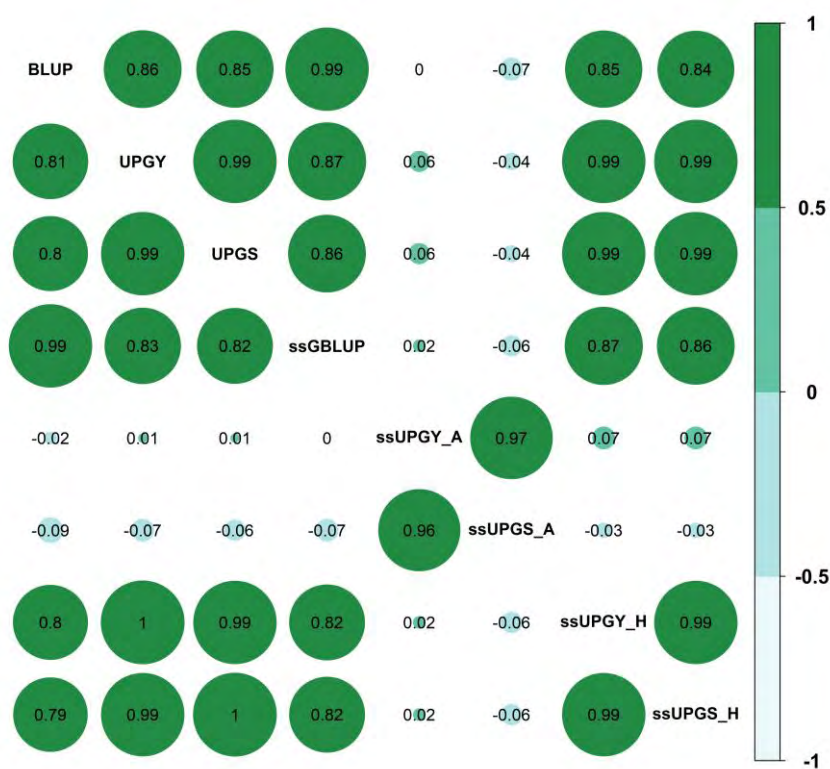 BLUP 0.86 0.85 0.99 0 -0.07 0.85 0.84
0.81 UPGY 0.99 0.87 0.06 -0.04 0.99 0.99
0.8 0.99 UPGS 0.86 0.06 -0.04 0.99 0.99
0.99 0.83 0.82 ssGBLUP 0.02 -0.06 0.87 0.86
-0.02 0.01 0.01 0 ssUPGY_A 0.97 0.07 0.07
-0.09 -0.07 -0.06 -0.07 0.96 ssUPGS_A -0.03 -0.03
0.8 1 0.99 0.82 0.02 -0.06 ssUPGY_H 0.99
0.79 0.99 1 0.82 0.02 -0.06 0.99 ssUPGS_H
1
0.5
0
-0.5
-1